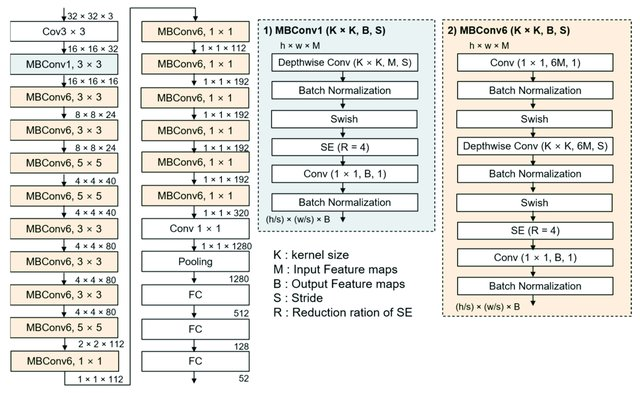 32 × 32 × 3
Cov3 × 3
16 × 16 × 32
MBConv1, 3 × 3
16 × 16 × 16
MBConv6, 3 × 3
8 × 8 × 24
MBConv6, 3 × 3
8 × 8 × 24
MBConv6, 5 × 5
4 × 4 × 40
MBConv6, 5 × 5
4 × 4 × 40
MBConv6, 3 × 3
4 × 4 × 80
MBConv6, 3 × 3
4 × 4 × 80
MBConv6, 3 × 3
4 × 4 × 80
MBConv6, 5 × 5
2 × 2 × 112
MBConv6, 1 × 1
1 × 1 × 112
MBConv6, 1 × 1
1 × 1 × 112
MBConv6, 1 × 1
1 × 1 × 192
MBConv6, 1 × 1
1 × 1 × 192
MBConv6, 1 × 1
1 × 1 × 192
MBConv6, 1 × 1
1 × 1 × 192
MBConv6, 1 × 1
1 × 1 × 320
Conv 1 × 1
1 × 1 × 1280
Pooling
1280
FC
512
FC
128
FC
52
1) MBConv1 (K × K, B, S)
h × w × M
Depthwise Conv (K × K, M, S)
Batch Normalization
Swish
SE (R = 4)
Conv (1 × 1, B, 1)
Batch Normalization
(h/s) × (w/s) × B
K : kernel size
M : Input Feature maps
B : Output Feature maps
S : Stride
R : Reduction ration of SE
2) MBConv6 (K × K, B, S)
h × w × M
Conv (1 × 1, 6M, 1)
Batch Normalization
Swish
Depthwise Conv (K × K, 6M, S)
Batch Normalization
Swish
SE (R = 4)
Conv (1 × 1, B, 1)
Batch Normalization
(h/s) × (w/s) × B